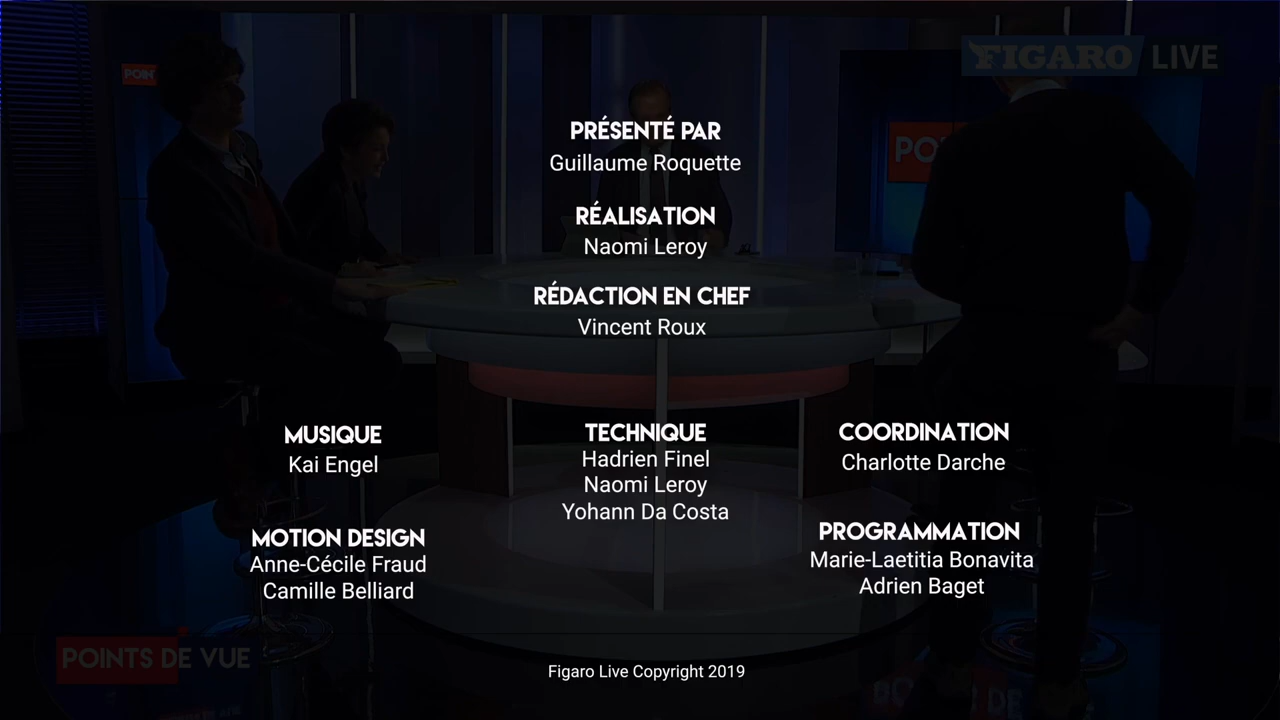 POIN
FIGARO LIVE
PRÉSENTÉ PAR
Guillaume Roquette
PO
RÉALISATION
Naomi Leroy
RÉDACTION EN CHEF
Vincent Roux
MUSIQUE
Kai Engel
TECHNIQUE
Hadrien Finel
Naomi Leroy
Yohann Da Costa
COORDINATION
Charlotte Darche
MOTION DESIGN
Anne-Cécile Fraud
Camille Belliard
PROGRAMMATION
Marie-Laetitia Bonavita
Adrien Baget
POINTS DE VUE
Figaro Live Copyright 2019